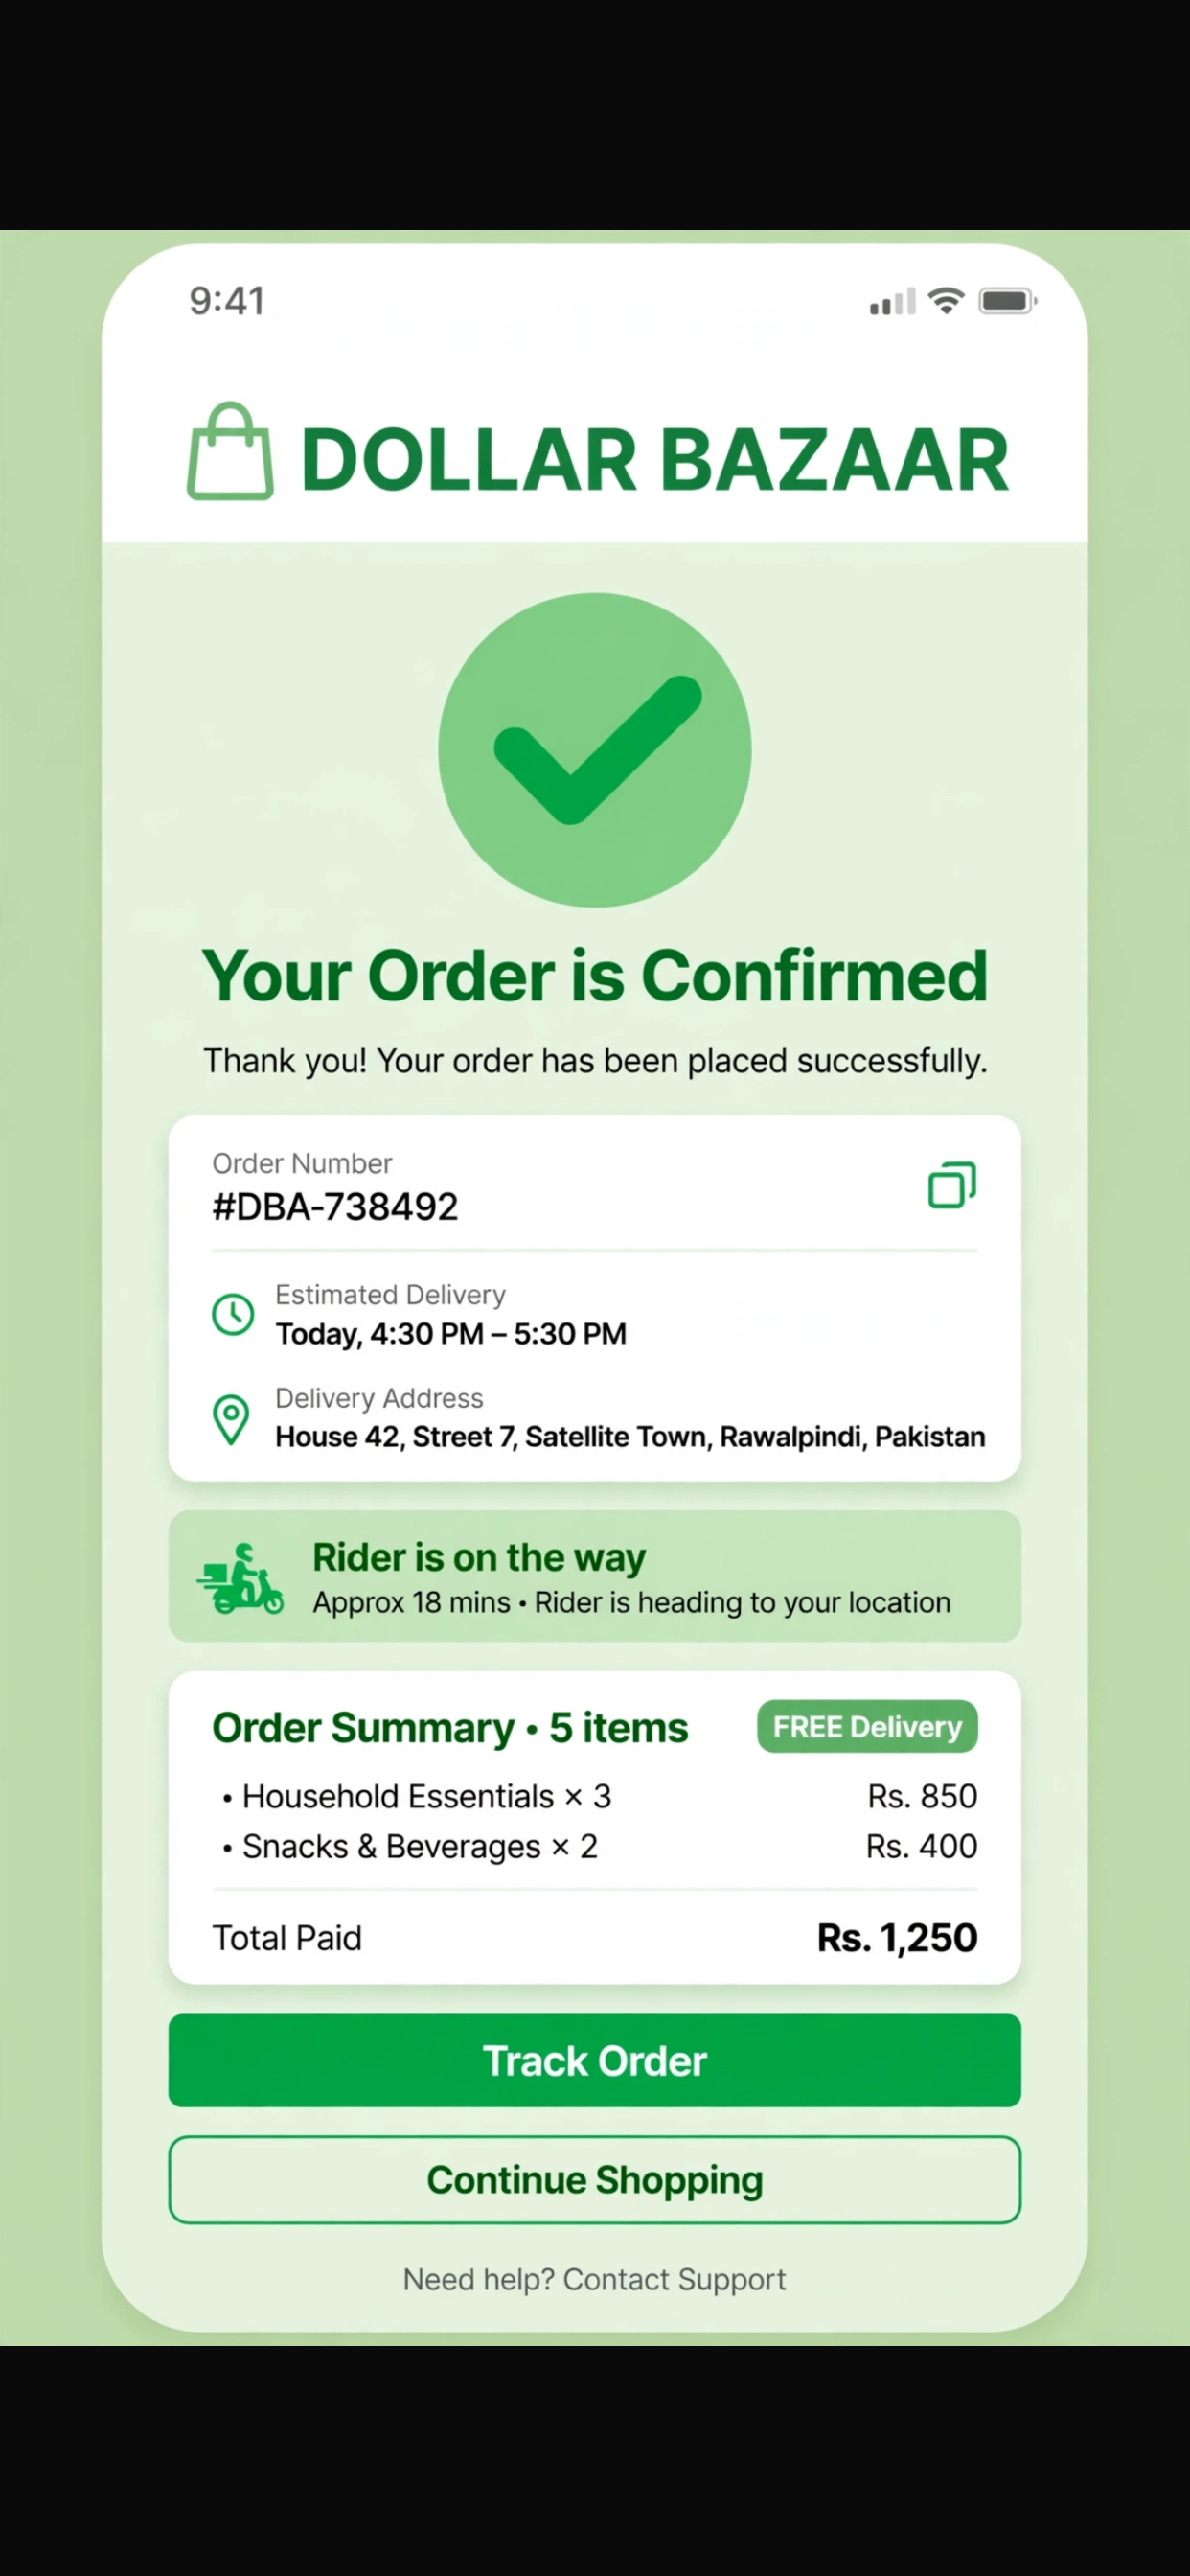 9:41
DOLLAR BAZAAR
Your Order is Confirmed
Thank you! Your order has been placed successfully.
Order Number
#DBA-738492
Estimated Delivery
Today, 4:30 PM – 5:30 PM
Delivery Address
House 42, Street 7, Satellite Town, Rawalpindi, Pakistan
Rider is on the way
Approx 18 mins • Rider is heading to your location
Order Summary • 5 items FREE Delivery
• Household Essentials × 3 Rs. 850
• Snacks & Beverages × 2 Rs. 400
Total Paid Rs. 1,250
Track Order
Continue Shopping
Need help? Contact Support